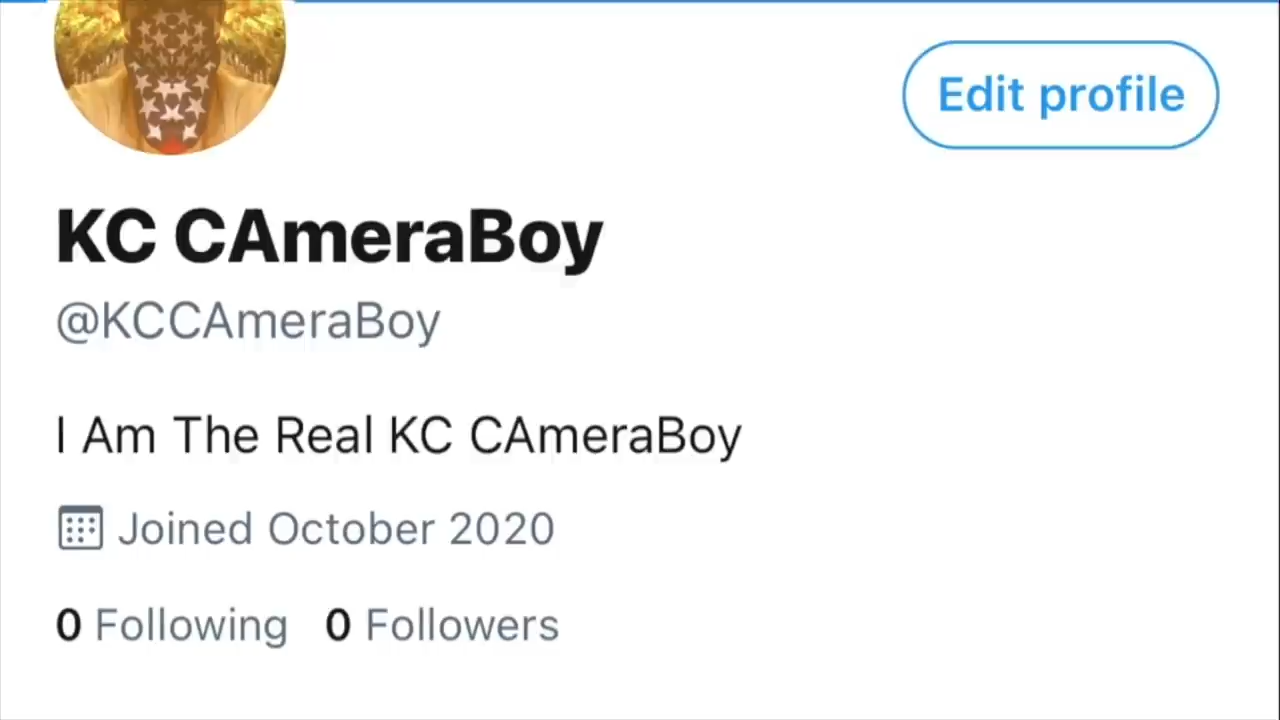 Edit profile
KC CAmeraBoy
@KCCAmeraBoy
I Am The Real KC CAmeraBoy
Joined October 2020
0 Following 0 Followers